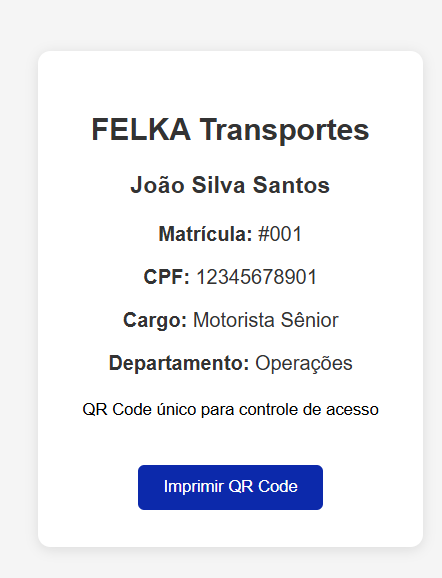 FELKA Transportes
João Silva Santos
Matrícula: #001
CPF: 12345678901
Cargo: Motorista Sênior
Departamento: Operações
QR Code único para controle de acesso
Imprimir QR Code